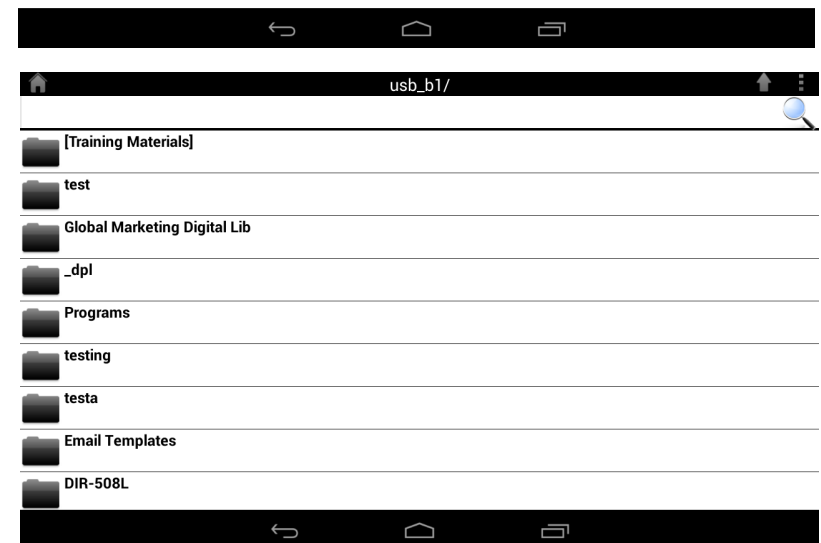 usb_b1/
[Training Materials]
test
Global Marketing Digital Lib
_dpl
Programs
testing
testa
Email Templates
DIR-508L